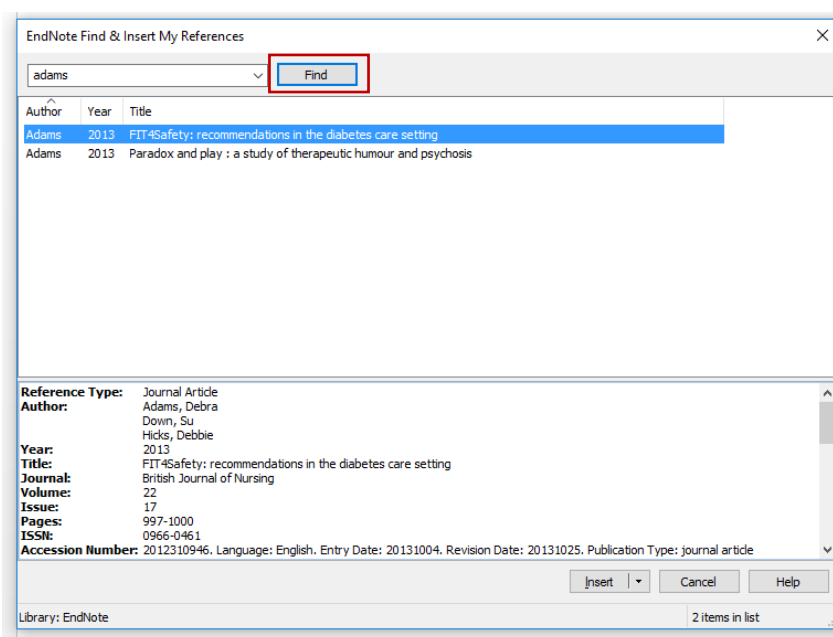 EndNote Find & Insert My References
adams Find
Author Year Title
Adams 2013 FIT4Safety: recommendations in the diabetes care setting
Adams 2013 Paradox and play : a study of therapeutic humour and psychosis
Reference Type: Journal Article
Author: Adams, Debra
Down, Su
Hicks, Debbie
Year: 2013
Title: FIT4Safety: recommendations in the diabetes care setting
Journal: British Journal of Nursing
Volume: 22
Issue: 17
Pages: 997-1000
ISSN: 0966-0461
Accession Number: 2012310946. Language: English. Entry Date: 20131004. Revision Date: 20131025. Publication Type: journal article
Insert Cancel Help
Library: EndNote 2 items in list